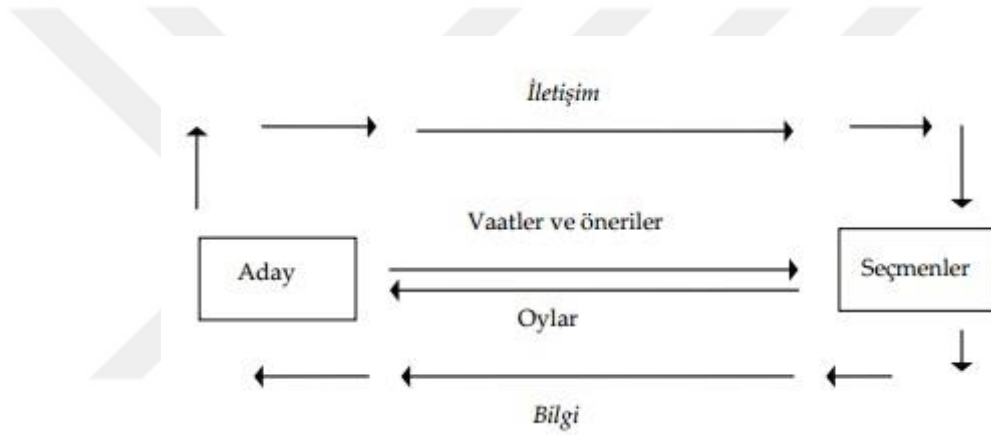 İletişim
Vaatler ve öneriler
Aday
Seçmenler
Oylar
Bilgi